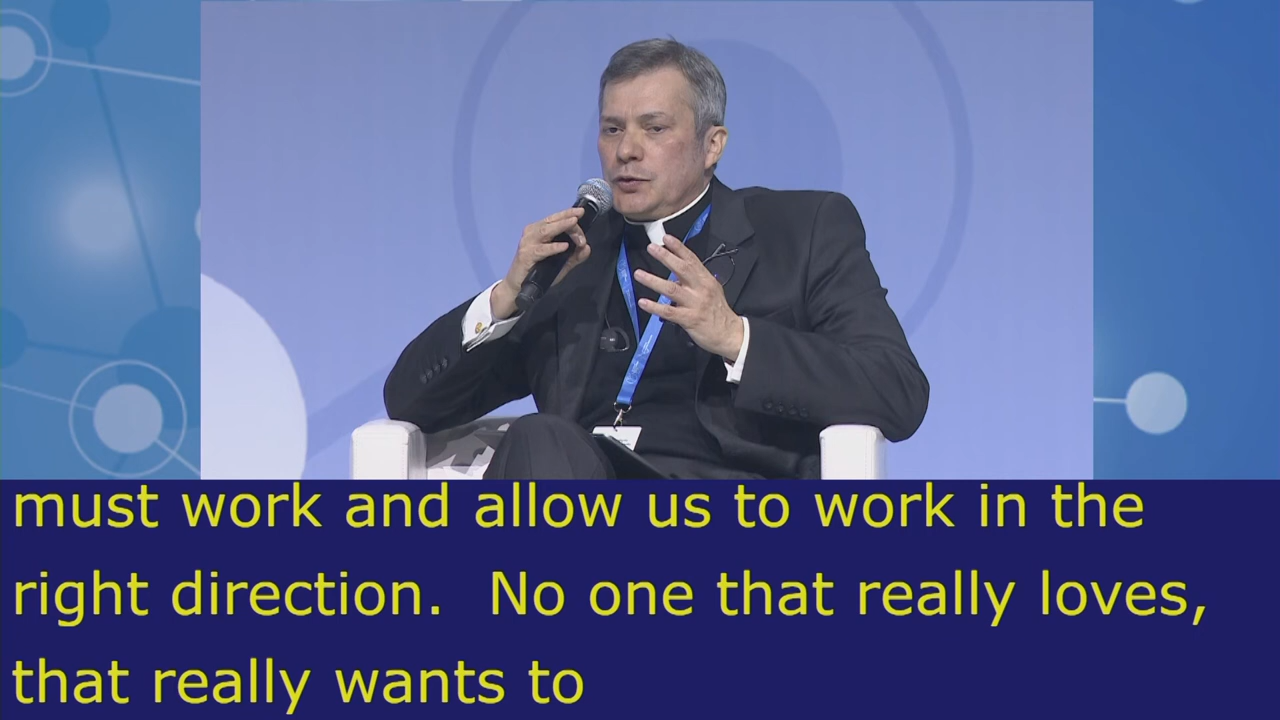 must work and allow us to work in the
right direction.  No one that really loves,
that really wants to